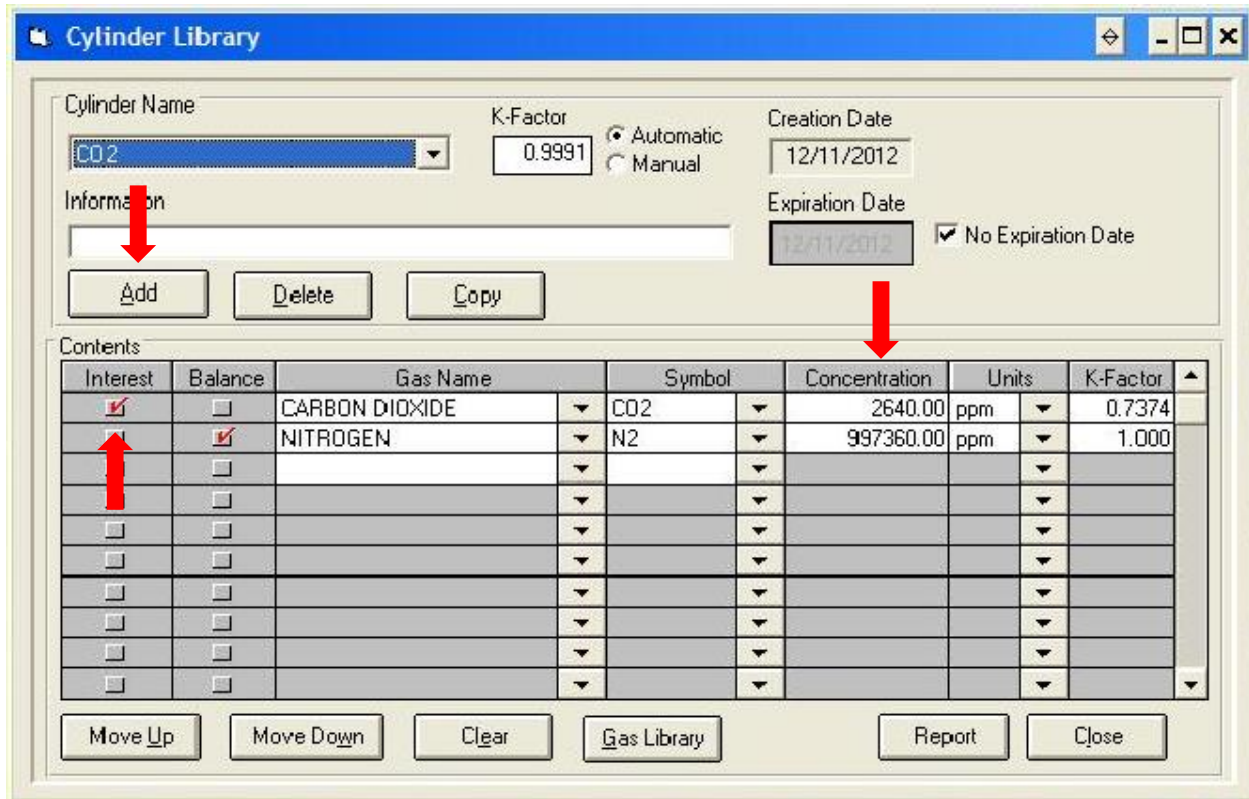 Cylinder Library
Cylinder Name
K-Factor
Creation Date
CO2
0.9991
Automatic
Manual
12/11/2012
Information
Expiration Date
12/11/2012
No Expiration Date
Add Delete Copy
Contents
Interest Balance Gas Name Symbol Concentration Units K-Factor
CARBON DIOXIDE CO2 2640.00 ppm 0.7374
NITROGEN N2 997360.00 ppm 1.000
Move Up Move Down Clear Gas Library Report Close